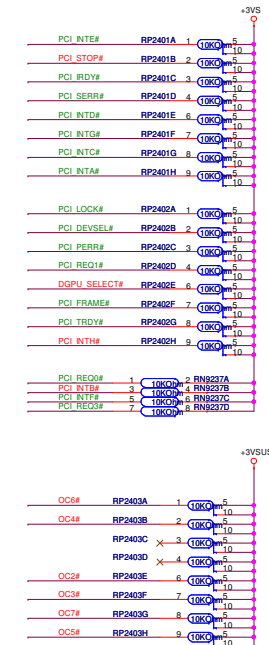 +3VS
PCI_INTE# RP2401A 1 10KOhm 5 10
PCI_STOP# RP2401B 2 10KOhm 5 10
PCI_IRDY# RP2401C 3 10KOhm 5 10
PCI_SERR# RP2401D 4 10KOhm 5 10
PCI_INTD# RP2401E 6 10KOhm 5 10
PCI_INTG# RP2401F 7 10KOhm 5 10
PCI_INTC# RP2401G 8 10KOhm 5 10
PCI_INTA# RP2401H 9 10KOhm 5 10
PCI_LOCK# RP2402A 1 10KOhm 5 10
PCI_DEVSEL# RP2402B 2 10KOhm 5 10
PCI_PERR# RP2402C 3 10KOhm 5 10
PCI_REQ1# RP2402D 4 10KOhm 5 10
DGPU_SELECT# RP2402E 6 10KOhm 5 10
PCI_FRAME# RP2402F 7 10KOhm 5 10
PCI_TRDY# RP2402G 8 10KOhm 5 10
PCI_INTH# RP2402H 9 10KOhm 5 10
PCI_REQ0# 1 10KOhm 2 RN9237A
PCI_INTB# 3 10KOhm 4 RN9237B
PCI_INTF# 5 10KOhm 6 RN9237C
PCI_REQ3# 7 10KOhm 8 RN9237D
+3VSUS
OC6# RP2403A 1 10KOhm 5 10
OC4# RP2403B 2 10KOhm 5 10
RP2403C 3 10KOhm 5 10
RP2403D 4 10KOhm 5 10
OC2# RP2403E 6 10KOhm 5 10
OC3# RP2403F 7 10KOhm 5 10
OC7# RP2403G 8 10KOhm 5 10
OC5# RP2403H 9 10KOhm 5 10